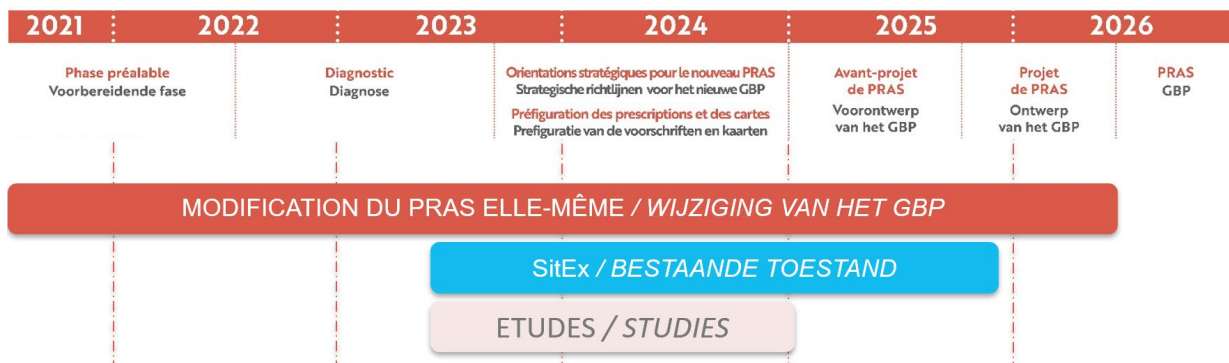 2021 2022 2023 2024 2025 2026
Phase préalable
Voorbereidende fase
Diagnostic
Diagnose
Orientations stratégiques pour le nouveau PRAS
Strategische richtlijnen voor het nieuwe GBP
Préfiguration des prescriptions et des cartes
Prefiguratie van de voorschriften en kaarten
Avant-projet
de PRAS
Voorontwerp
van het GBP
Projet
de PRAS
Ontwerp
van het GBP
PRAS
GBP
MODIFICATION DU PRAS ELLE-MÊME / WIJZIGING VAN HET GBP
SitEx / BESTAANDE TOESTAND
ETUDES / STUDIES